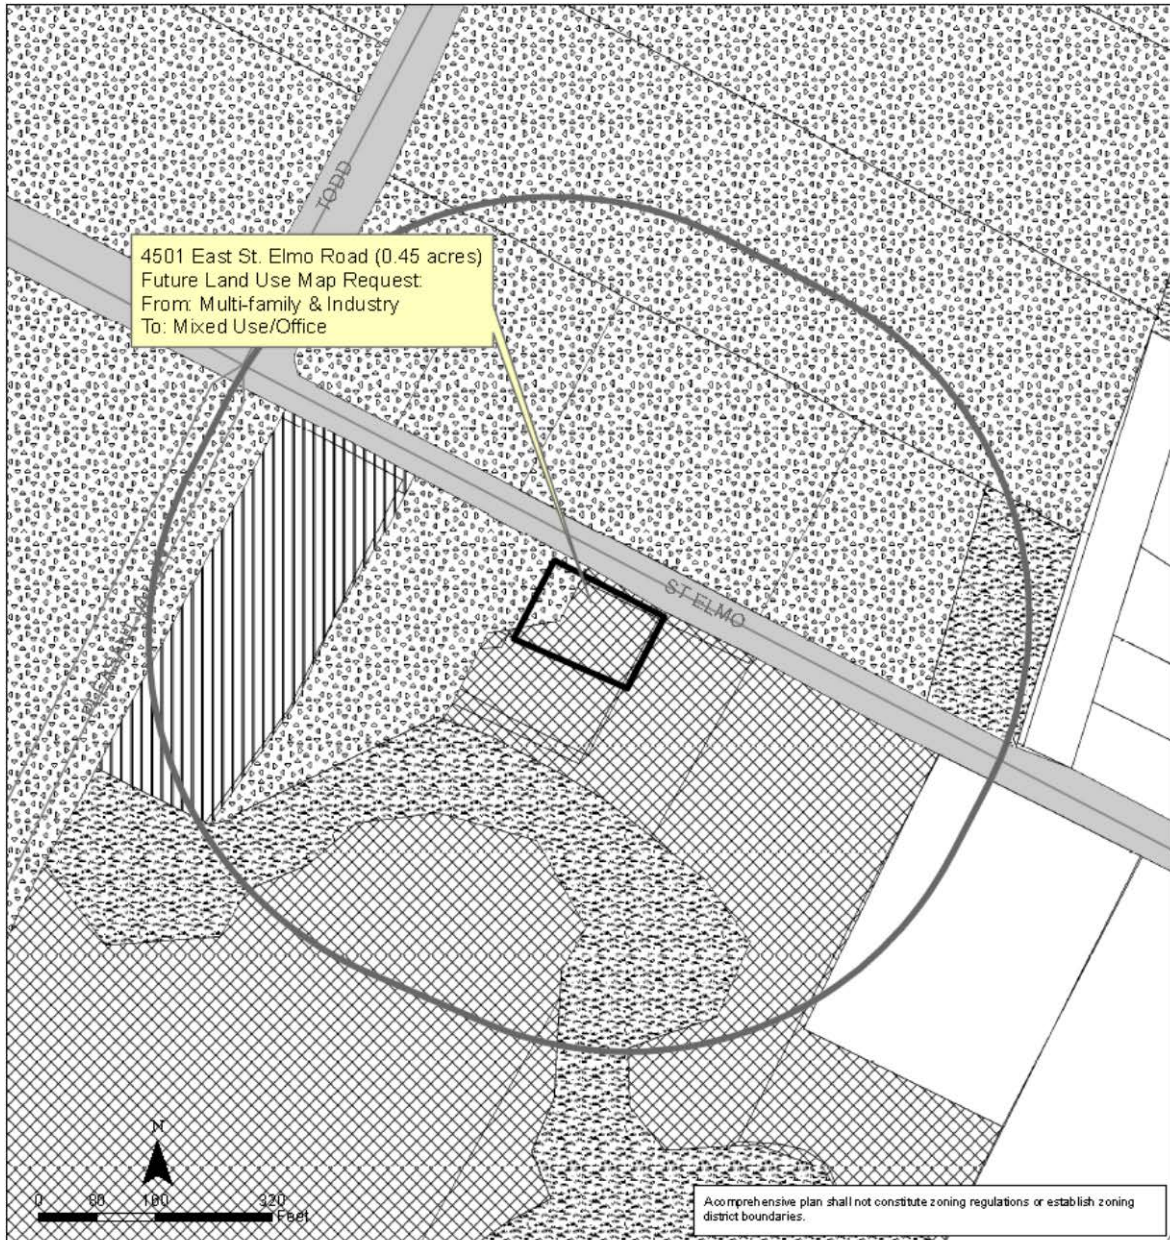 TODD
4501 East St. Elmo Road (0.45 acres)
Future Land Use Map Request:
From: Multi-family & Industry
To: Mixed Use/Office
ST ELMO
N
0 80 160 320
Feet
Acomprehensive plan shall not constitute zoning regulations or establish zoning
district boundaries.